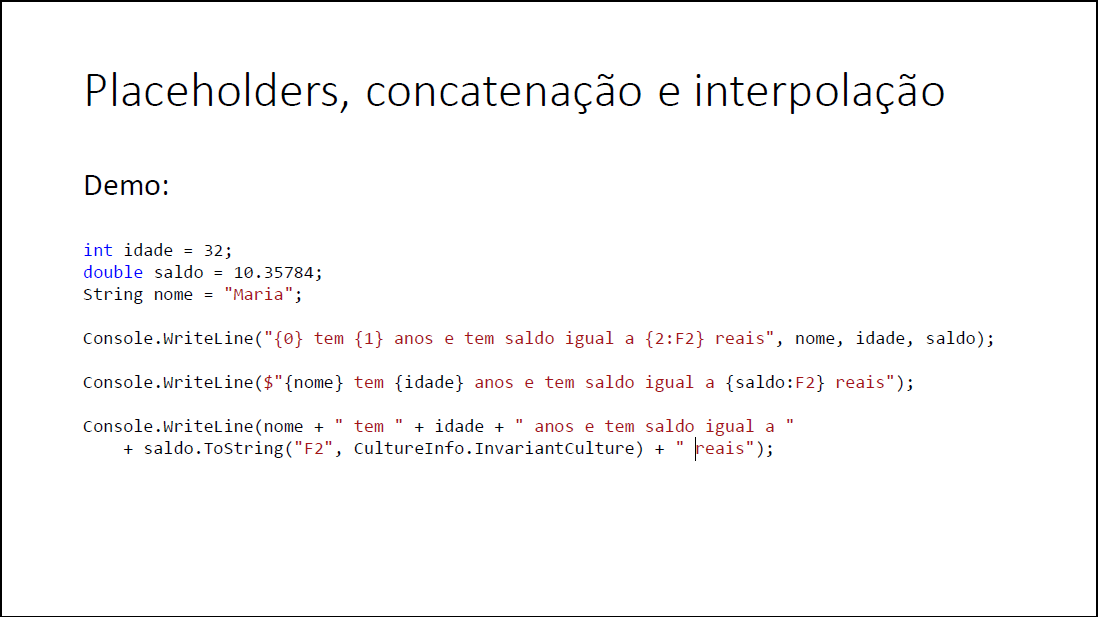 Placeholders, concatenação e interpolação
Demo:
int idade = 32;
double saldo = 10.35784;
String nome = "Maria";
Console.WriteLine("{0} tem {1} anos e tem saldo igual a {2:F2} reais", nome, idade, saldo);
Console.WriteLine($"{nome} tem {idade} anos e tem saldo igual a {saldo:F2} reais");
Console.WriteLine(nome + " tem " + idade + " anos e tem saldo igual a "
+ saldo.ToString("F2", CultureInfo.InvariantCulture) + " reais");